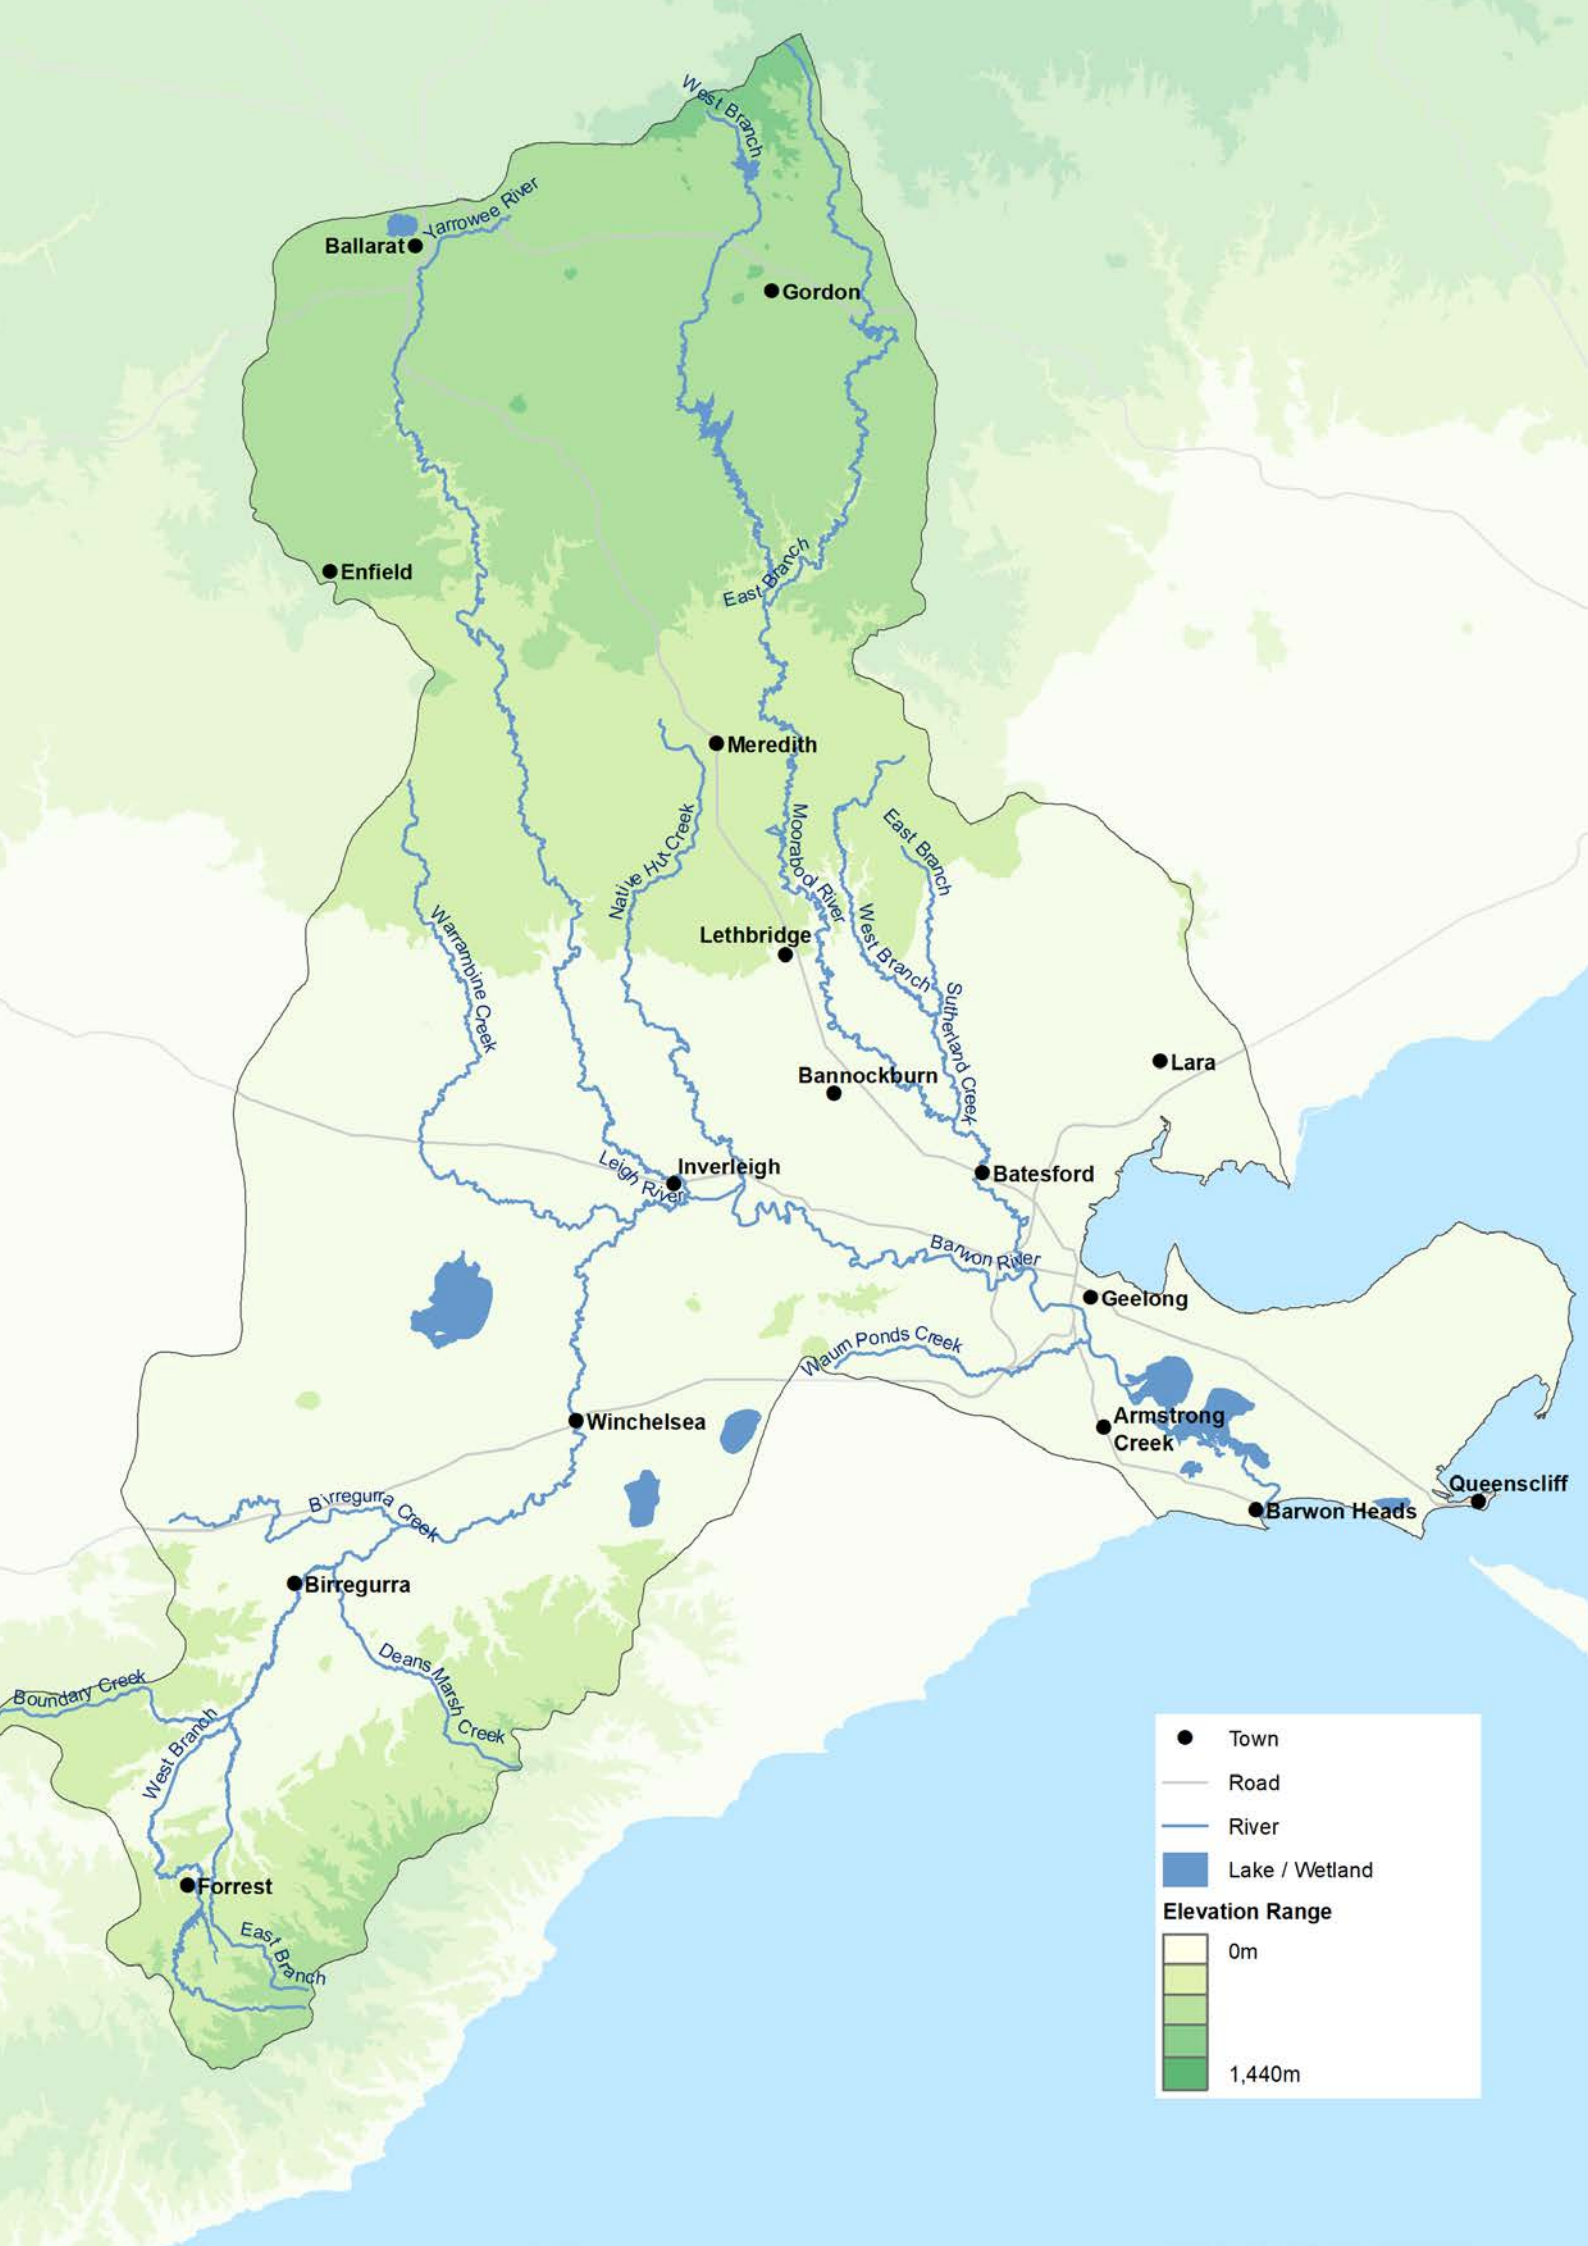 West Branch
Yarrowee River
Ballarat
Gordon
Enfield
East Branch
Meredith
Native Hut Creek
Moorabool River
East Branch
Warrambine Creek
Lethbridge
West Branch
Sutherland Creek
Lara
Bannockburn
Leigh River
Inverleigh
Batesford
Barwon River
Geelong
Waurn Ponds Creek
Winchelsea
Armstrong
Creek
Birregurra Creek
Queenscliff
Barwon Heads
Birregurra
Deans Marsh Creek
Boundary Creek
West Branch
Forrest
East Branch
Town
Road
River
Lake / Wetland
Elevation Range
0m
1,440m